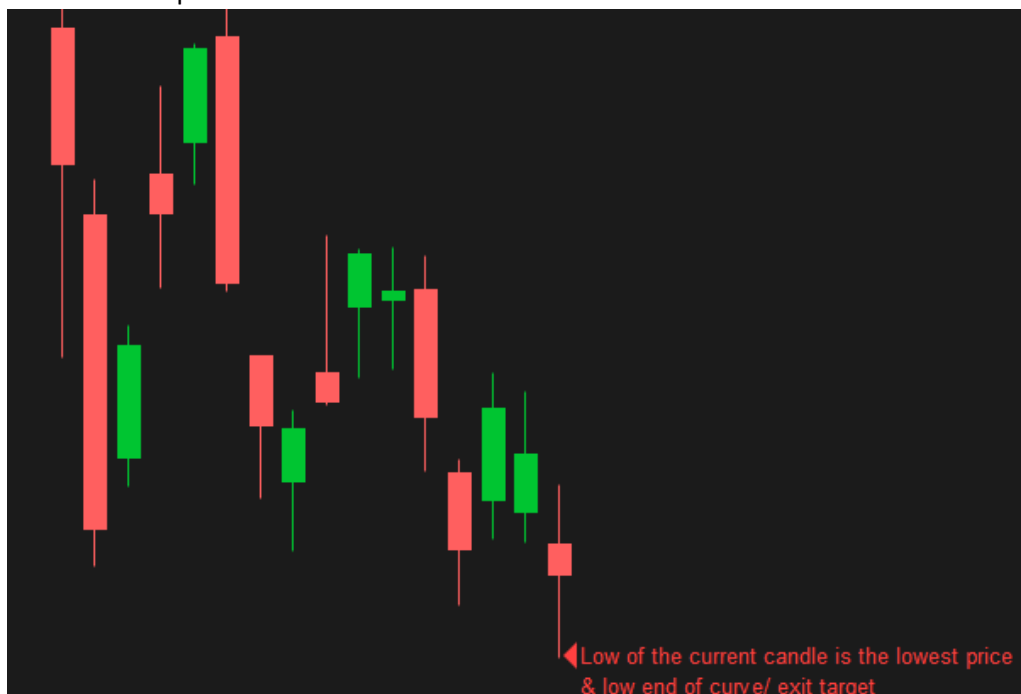 Low of the current candle is the lowest price
& low end of curve/ exit target